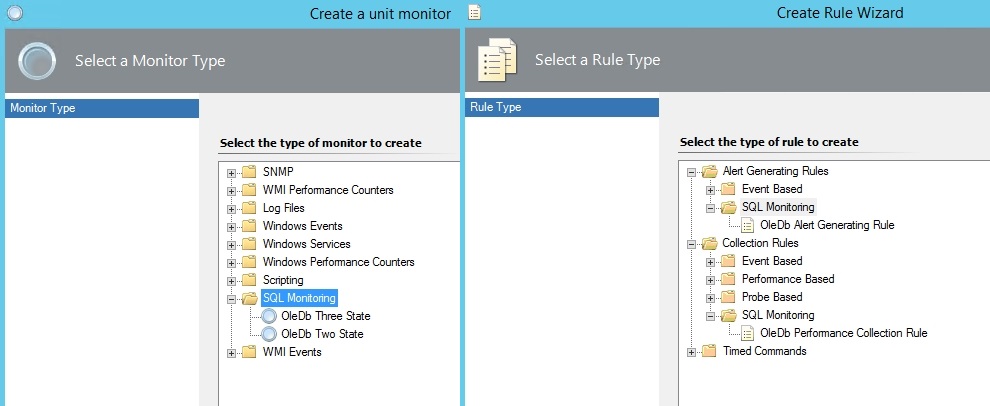 Create a unit monitor
Select a Monitor Type
Monitor Type
Select the type of monitor to create
SNMP
WMI Performance Counters
Log Files
Windows Events
Windows Services
Windows Performance Counters
Scripting
SQL Monitoring
OleDb Three State
OleDb Two State
WMI Events
Create Rule Wizard
Select a Rule Type
Rule Type
Select the type of rule to create
Alert Generating Rules
Event Based
SQL Monitoring
OleDb Alert Generating Rule
Collection Rules
Event Based
Performance Based
Probe Based
SQL Monitoring
OleDb Performance Collection Rule
Timed Commands